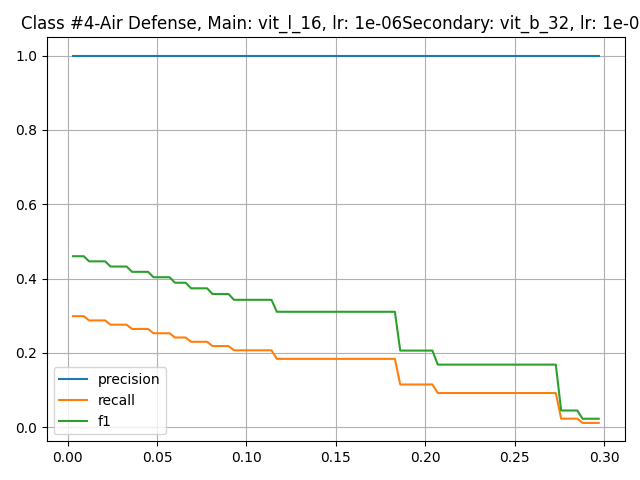 Class #4-Air Defense, Main: vit_l_16, lr: 1e-06Secondary: vit_b_32, lr: 1e-0
1.0
0.8
0.6
0.4
0.2
0.0
precision
recall
f1
0.00 0.05 0.10 0.15 0.20 0.25 0.30